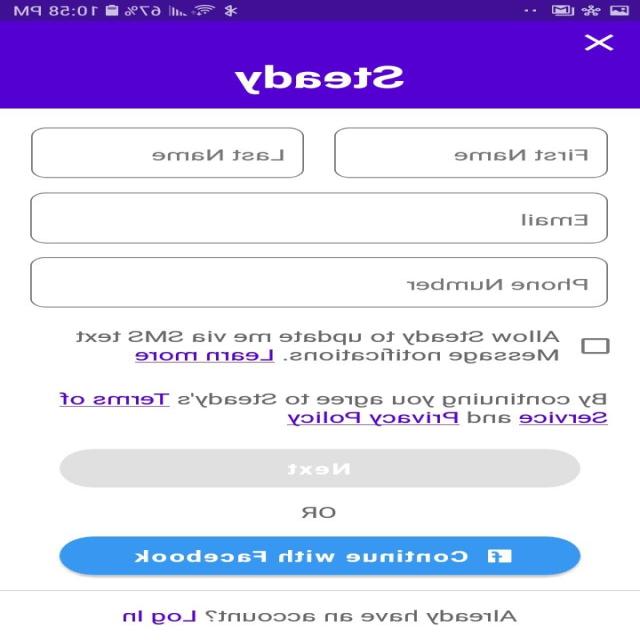 67% 10:58 PM
Steady
First Name
Last Name
Email
Phone Number
Allow Steady to update me via SMS text
Message notifications. Learn more
By continuing you agree to Steady's Terms of
Service and Privacy Policy
Next
OR
Continue with Facebook
Already have an account? Log In